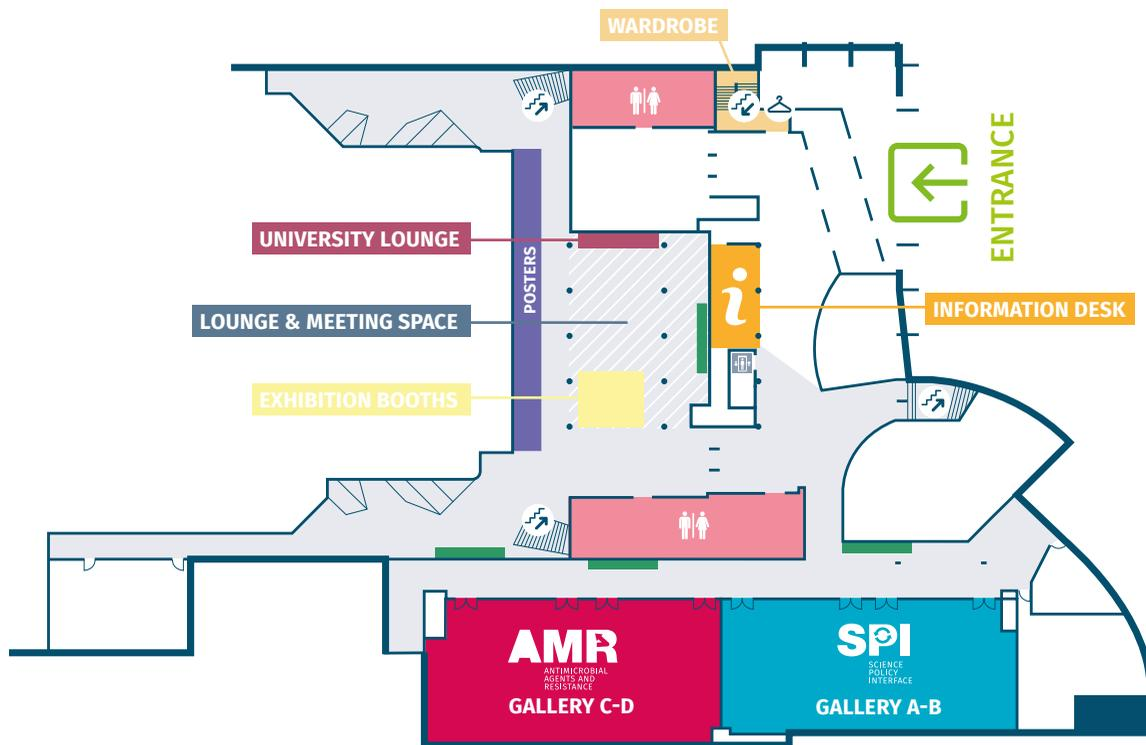 WARDROBE
ENTRANCE
UNIVERSITY LOUNGE
POSTERS
i
INFORMATION DESK
LOUNGE & MEETING SPACE
EXHIBITION BOOTHS
AMR
ANTIMICROBIAL
AGENTS AND
RESISTANCE
GALLERY C-D
SPI
SCIENCE
POLICY
INTERFACE
GALLERY A-B